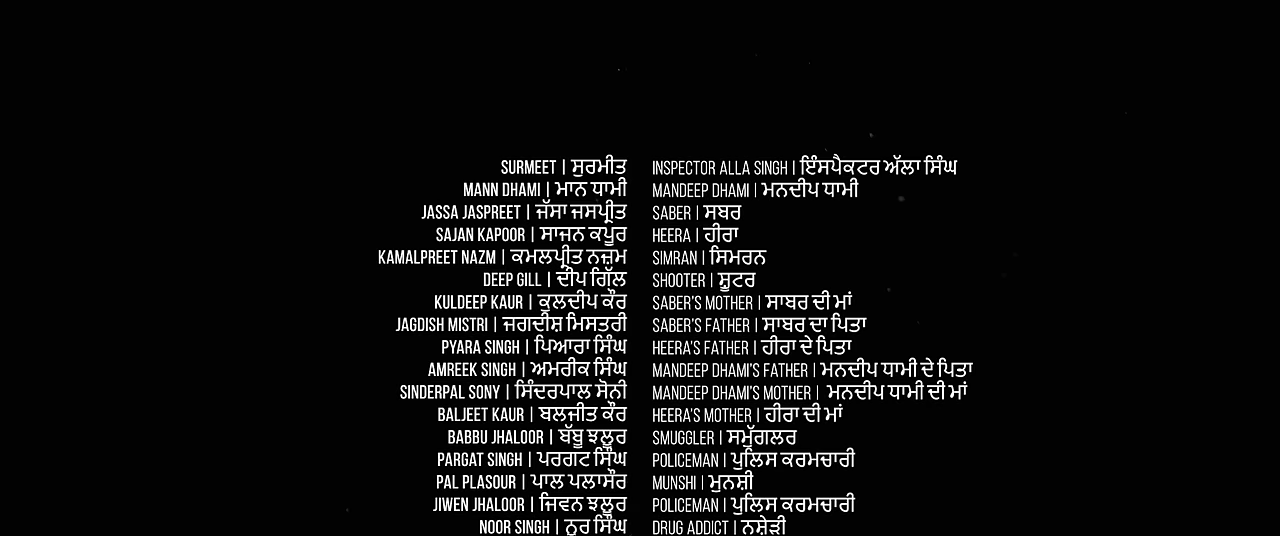 SURMEET | ਸੁਰਮੀਤ INSPECTOR ALLA SINGH | ਇੰਸਪੈਕਟਰ ਅੱਲਾ ਸਿੰਘ
MANN DHAMI | ਮਾਨ ਧਾਮੀ MANDEEP DHAMI | ਮਨਦੀਪ ਧਾਮੀ
JASSA JASPREET | ਜੱਸਾ ਜਸਪ੍ਰੀਤ SABER | ਸਬਰ
SAJAN KAPOOR | ਸਾਜਨ ਕਪੂਰ HEERA | ਹੀਰਾ
KAMALPREET NAZM | ਕਮਲਪ੍ਰੀਤ ਨਜ਼ਮ SIMRAN | ਸਿਮਰਨ
DEEP GILL | ਦੀਪ ਗਿੱਲ SHOOTER | ਸ਼ੂਟਰ
KULDEEP KAUR | ਕੁਲਦੀਪ ਕੌਰ SABER'S MOTHER | ਸਾਬਰ ਦੀ ਮਾਂ
JAGDISH MISTRI | ਜਗਦੀਸ਼ ਮਿਸਤਰੀ SABER'S FATHER | ਸਾਬਰ ਦਾ ਪਿਤਾ
PYARA SINGH | ਪਿਆਰਾ ਸਿੰਘ HEERA'S FATHER | ਹੀਰਾ ਦੇ ਪਿਤਾ
AMREEK SINGH | ਅਮਰੀਕ ਸਿੰਘ MANDEEP DHAMI'S FATHER | ਮਨਦੀਪ ਧਾਮੀ ਦੇ ਪਿਤਾ
SINDERPAL SONY | ਸਿੰਦਰਪਾਲ ਸੋਨੀ MANDEEP DHAMI'S MOTHER | ਮਨਦੀਪ ਧਾਮੀ ਦੀ ਮਾਂ
BALJEET KAUR | ਬਲਜੀਤ ਕੌਰ HEERA'S MOTHER | ਹੀਰਾ ਦੀ ਮਾਂ
BABBU JHALOOR | ਬੱਬੂ ਝਲੂਰ SMUGGLER | ਸਮੁੱਗਲਰ
PARGAT SINGH | ਪਰਗਟ ਸਿੰਘ POLICEMAN | ਪੁਲਿਸ ਕਰਮਚਾਰੀ
PAL PLASOUR | ਪਾਲ ਪਲਾਸੌਰ MUNSHI | ਮੁਨਸ਼ੀ
JIWEN JHALOOR | ਜਿਵਨ ਝਲੂਰ POLICEMAN | ਪੁਲਿਸ ਕਰਮਚਾਰੀ
NOOR SINGH | ਨੂਰ ਸਿੰਘ DRUG ADDICT | ਨਸ਼ੇੜੀ